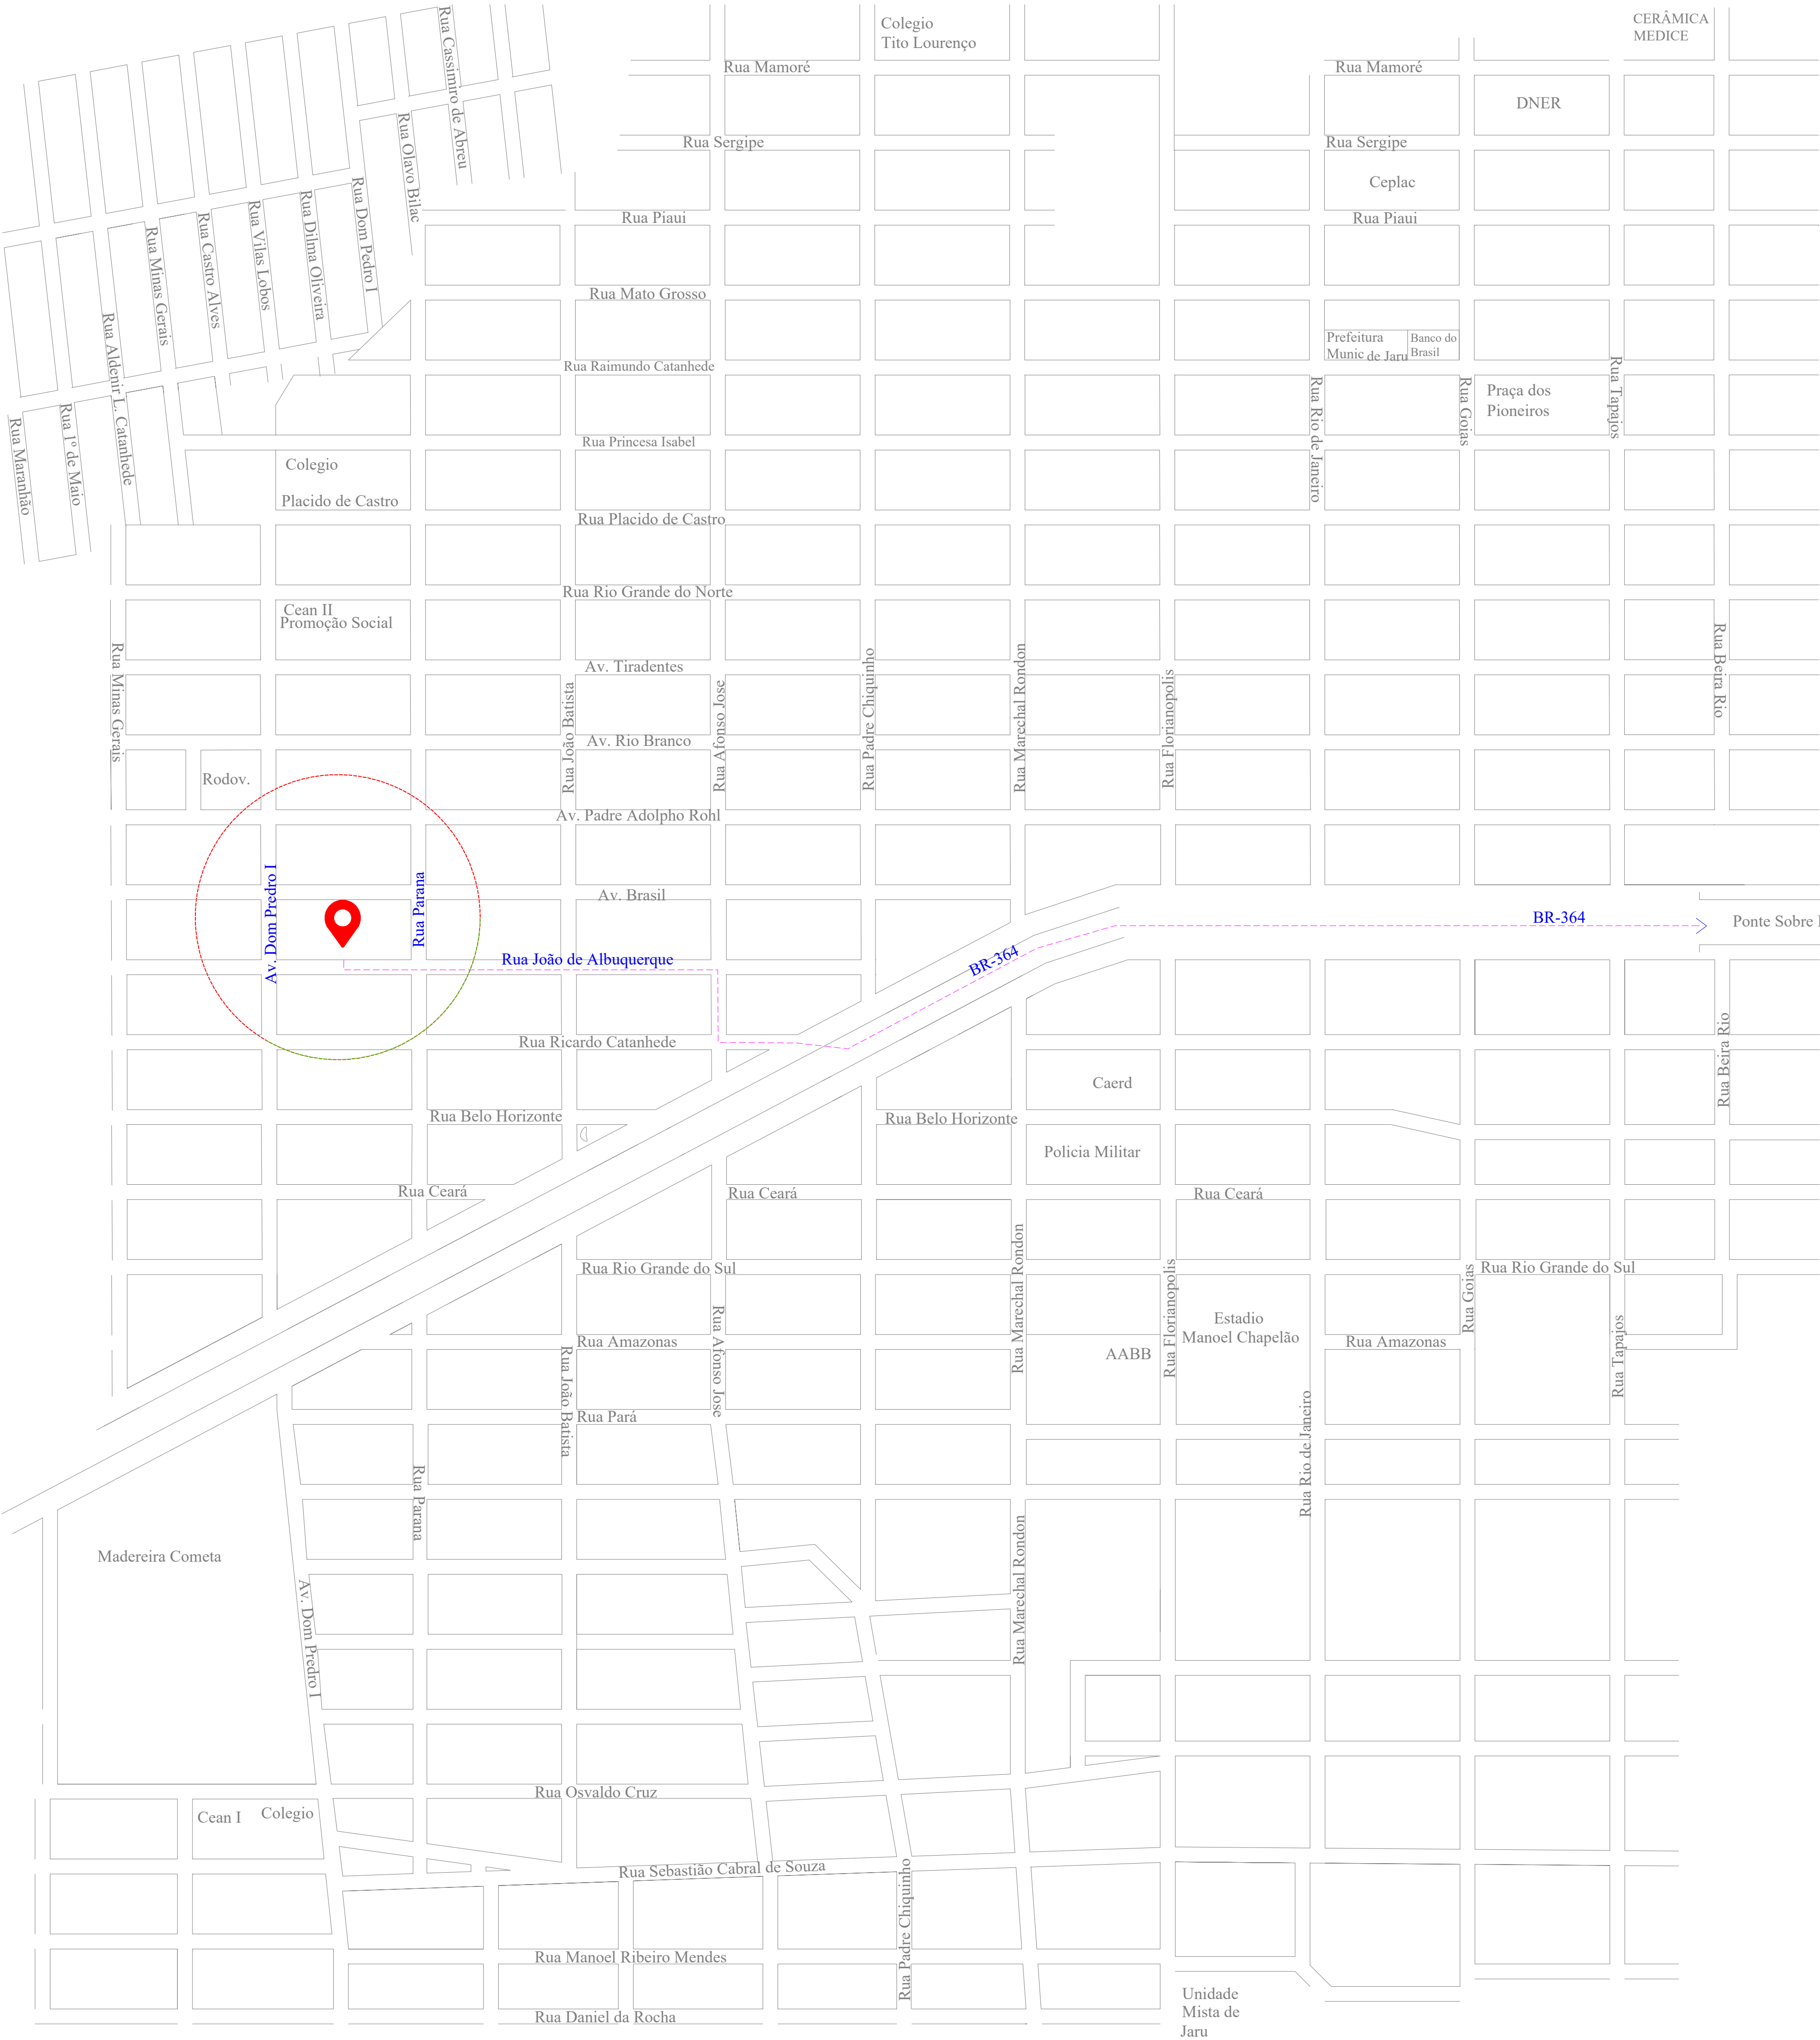 Colegio
Tito Lourenço
CERÂMICA
MEDICE
Rua Cassimiro de Abreu
Rua Mamoré
Rua Mamoré
DNER
Rua Olavo Bilac
Rua Sergipe
Rua Sergipe
Ceplac
Rua Dom Pedro I
Rua Dilma Oliveira
Rua Vilas Lobos
Rua Castro Alves
Rua Minas Gerais
Rua Piaui
Rua Piaui
Rua Mato Grosso
Rua Aldenir L. Catanhede
Prefeitura
Munic de Jaru
Banco do
Brasil
Rua Raimundo Catanhede
Rua Rio de Janeiro
Rua Goias
Praça dos
Pioneiros
Rua Tapajos
Rua Maranhão
Rua 1º de Maio
Rua Princesa Isabel
Colegio
Placido de Castro
Rua Placido de Castro
Rua Rio Grande do Norte
Cean II
Promoção Social
Rua Minas Gerais
Av. Tiradentes
Rua João Batista
Rua Afonso Jose
Rua Padre Chiquinho
Rua Marechal Rondon
Rua Florianopolis
Rua Beira Rio
Av. Rio Branco
Rodov.
Av. Padre Adolpho Rohl
Av. Dom Predro I
Rua Parana
Av. Brasil
BR-364
Ponte Sobre
Rua João de Albuquerque
BR-364
Rua Ricardo Catanhede
Rua Beira Rio
Caerd
Rua Belo Horizonte
Rua Belo Horizonte
Policia Militar
Rua Ceará
Rua Ceará
Rua Ceará
Rua Rio Grande do Sul
Rua Marechal Rondon
Rua Florianopolis
Rua Goias
Rua Rio Grande do Sul
Estadio
Manoel Chapelão
Rua Amazonas
Rua Afonso Jose
AABB
Rua Amazonas
Rua Tapajos
Rua João Batista
Rua Pará
Rua Rio de Janeiro
Rua Parana
Madereira Cometa
Rua Marechal Rondon
Av. Dom Predro I
Rua Osvaldo Cruz
Cean I
Colegio
Rua Sebastião Cabral de Souza
Rua Padre Chiquinho
Rua Manoel Ribeiro Mendes
Rua Daniel da Rocha
Unidade
Mista de
Jaru